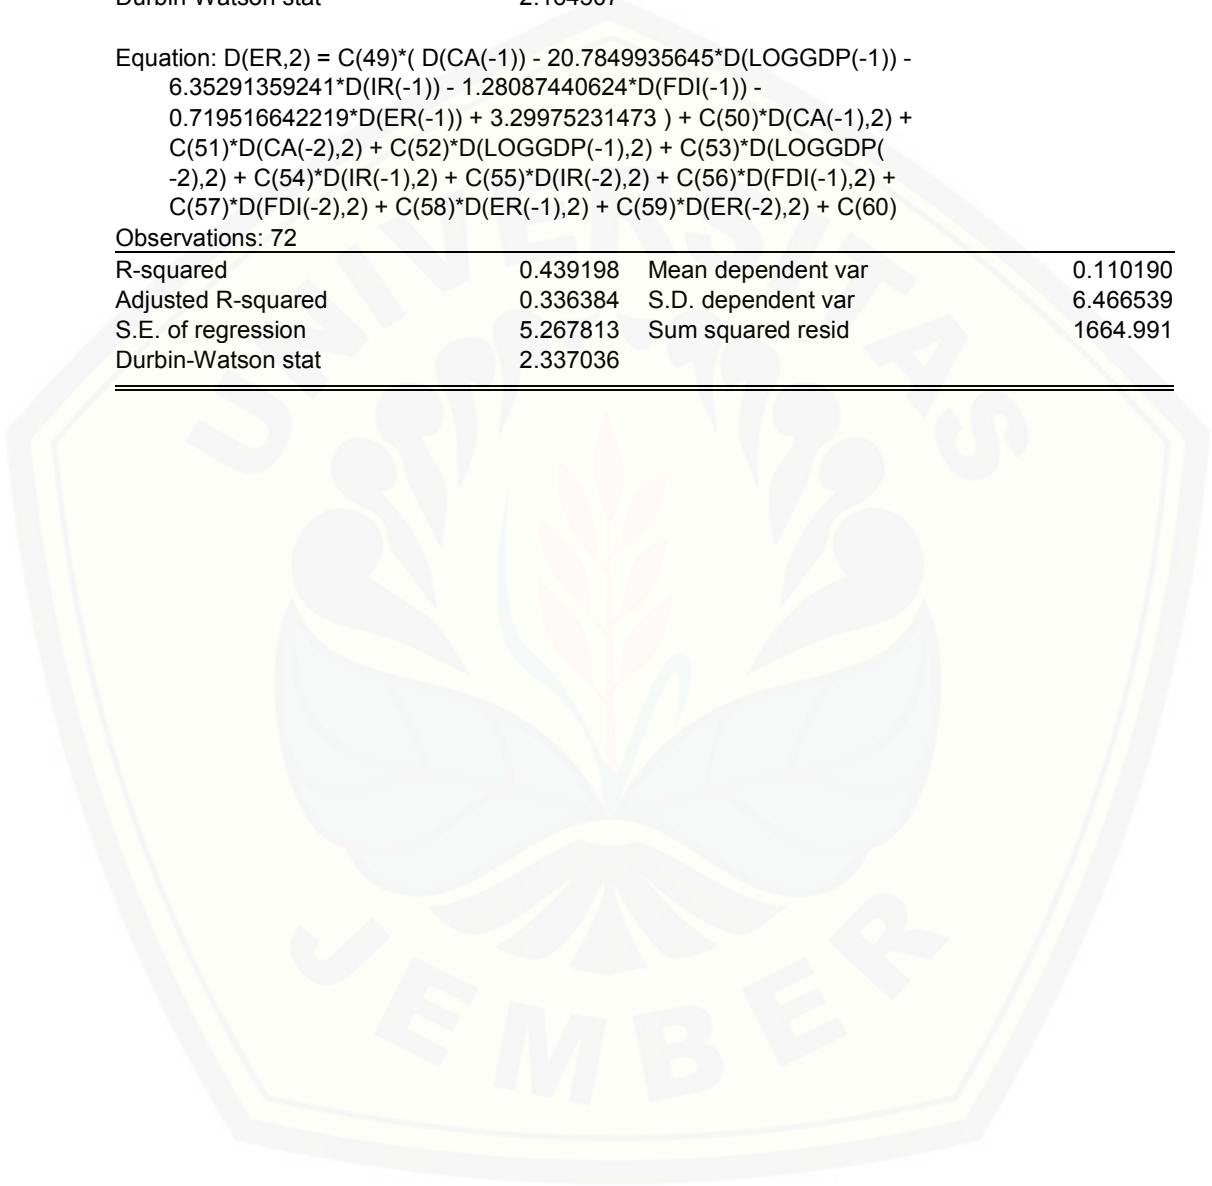 Durbin-Watson stat 2.164507
Equation: D(ER,2) = C(49)*( D(CA(-1)) - 20.7849935645*D(LOGGDP(-1)) -
6.35291359241*D(IR(-1)) - 1.28087440624*D(FDI(-1)) -
0.719516642219*D(ER(-1)) + 3.29975231473 ) + C(50)*D(CA(-1),2) +
C(51)*D(CA(-2),2) + C(52)*D(LOGGDP(-1),2) + C(53)*D(LOGGDP(
-2),2) + C(54)*D(IR(-1),2) + C(55)*D(IR(-2),2) + C(56)*D(FDI(-1),2) +
C(57)*D(FDI(-2),2) + C(58)*D(ER(-1),2) + C(59)*D(ER(-2),2) + C(60)
Observations: 72
R-squared 0.439198 Mean dependent var 0.110190
Adjusted R-squared 0.336384 S.D. dependent var 6.466539
S.E. of regression 5.267813 Sum squared resid 1664.991
Durbin-Watson stat 2.337036
UNIVERSITAS
JEMBER